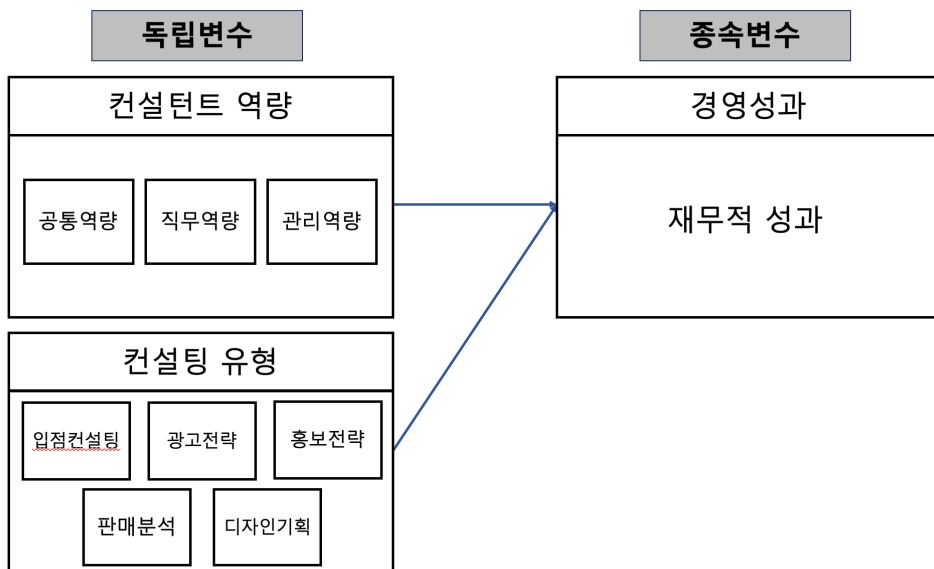 독립변수
종속변수
컨설턴트 역량
공통역량
직무역량
관리역량
경영성과
재무적 성과
컨설팅 유형
입점컨설팅
광고전략
홍보전략
판매분석
디자인기획